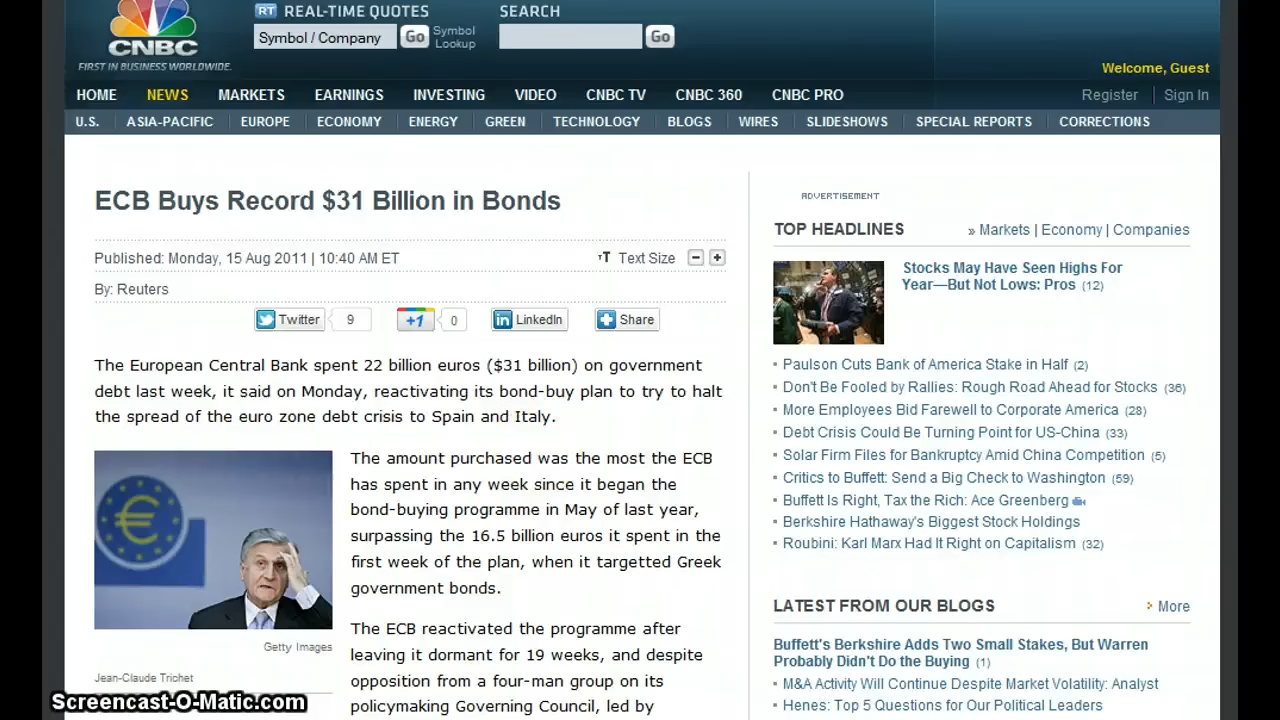 RT REAL-TIME QUOTES
SEARCH
Symbol / Company
Go
Symbol
Lookup
Go
CNBC
FIRST IN BUSINESS WORLDWIDE.
Welcome, Guest
HOME NEWS MARKETS EARNINGS INVESTING VIDEO CNBC TV CNBC 360 CNBC PRO
Register Sign In
U.S. ASIA-PACIFIC EUROPE ECONOMY ENERGY GREEN TECHNOLOGY BLOGS WIRES SLIDESHOWS SPECIAL REPORTS CORRECTIONS
ECB Buys Record $31 Billion in Bonds
Published: Monday, 15 Aug 2011 | 10:40 AM ET
TT Text Size
By: Reuters
Twitter 9
+1 0
LinkedIn
Share
The European Central Bank spent 22 billion euros ($31 billion) on government
debt last week, it said on Monday, reactivating its bond-buy plan to try to halt
the spread of the euro zone debt crisis to Spain and Italy.
Getty Images
Jean-Claude Trichet
The amount purchased was the most the ECB
has spent in any week since it began the
bond-buying programme in May of last year,
surpassing the 16.5 billion euros it spent in the
first week of the plan, when it targetted Greek
government bonds.
The ECB reactivated the programme after
leaving it dormant for 19 weeks, and despite
opposition from a four-man group on its
policymaking Governing Council, led by
ADVERTISEMENT
TOP HEADLINES
» Markets | Economy | Companies
Stocks May Have Seen Highs For
Year—But Not Lows: Pros (12)
Paulson Cuts Bank of America Stake in Half (2)
Don't Be Fooled by Rallies: Rough Road Ahead for Stocks (36)
More Employees Bid Farewell to Corporate America (28)
Debt Crisis Could Be Turning Point for US-China (33)
Solar Firm Files for Bankruptcy Amid China Competition (5)
Critics to Buffett: Send a Big Check to Washington (59)
Buffett Is Right, Tax the Rich: Ace Greenberg
Berkshire Hathaway's Biggest Stock Holdings
Roubini: Karl Marx Had It Right on Capitalism (32)
LATEST FROM OUR BLOGS
More
Buffett's Berkshire Adds Two Small Stakes, But Warren
Probably Didn't Do the Buying (1)
M&A Activity Will Continue Despite Market Volatility: Analyst
Henes: Top 5 Questions for Our Political Leaders
Screencast-O-Matic.com